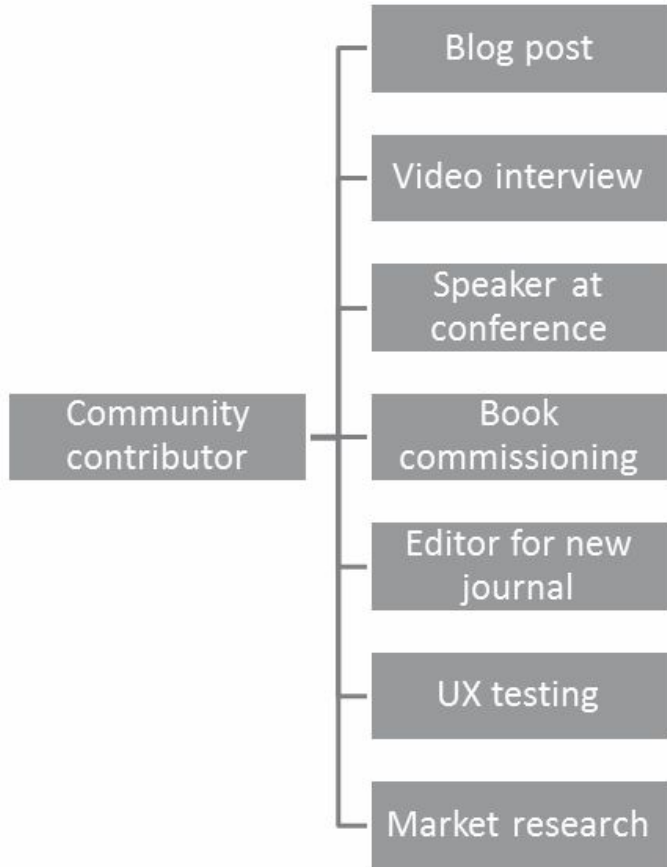 Blog post
Video interview
Speaker at
conference
Community
contributor
Book
commissioning
Editor for new
journal
UX testing
Market research